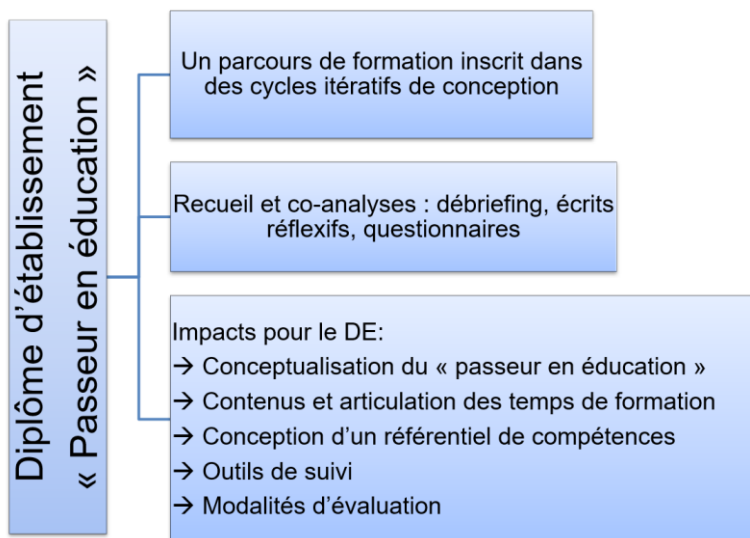 Diplôme d'établissement
« Passeur en éducation »
Un parcours de formation inscrit dans
des cycles itératifs de conception
Recueil et co-analyses : débriefing, écrits
réflexifs, questionnaires
Impacts pour le DE:
→ Conceptualisation du « passeur en éducation »
→ Contenus et articulation des temps de formation
→ Conception d'un référentiel de compétences
→ Outils de suivi
→ Modalités d'évaluation